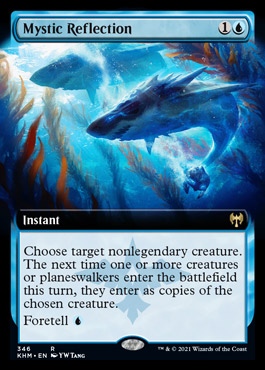 Mystic Reflection 1
Instant
Choose target nonlegendary creature.
The next time one or more creatures
or planeswalkers enter the battlefield
this turn, they enter as copies of the
chosen creature.
Foretell
346 R
KHM • EN YW TANG
™ & © 2021 Wizards of the Coast